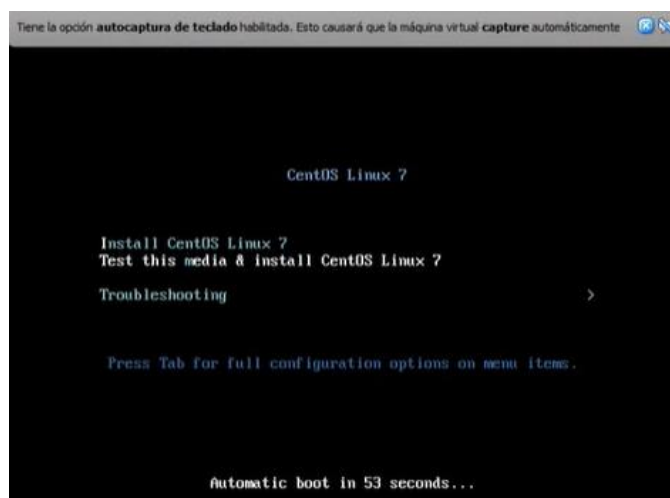 Tiene la opción autocaptura de teclado habilitada. Esto causará que la máquina virtual capture automáticamente
CentOS Linux 7
Install CentOS Linux 7
Test this media & install CentOS Linux 7
Troubleshooting >
Press Tab for full configuration options on menu items.
Automatic boot in 53 seconds...